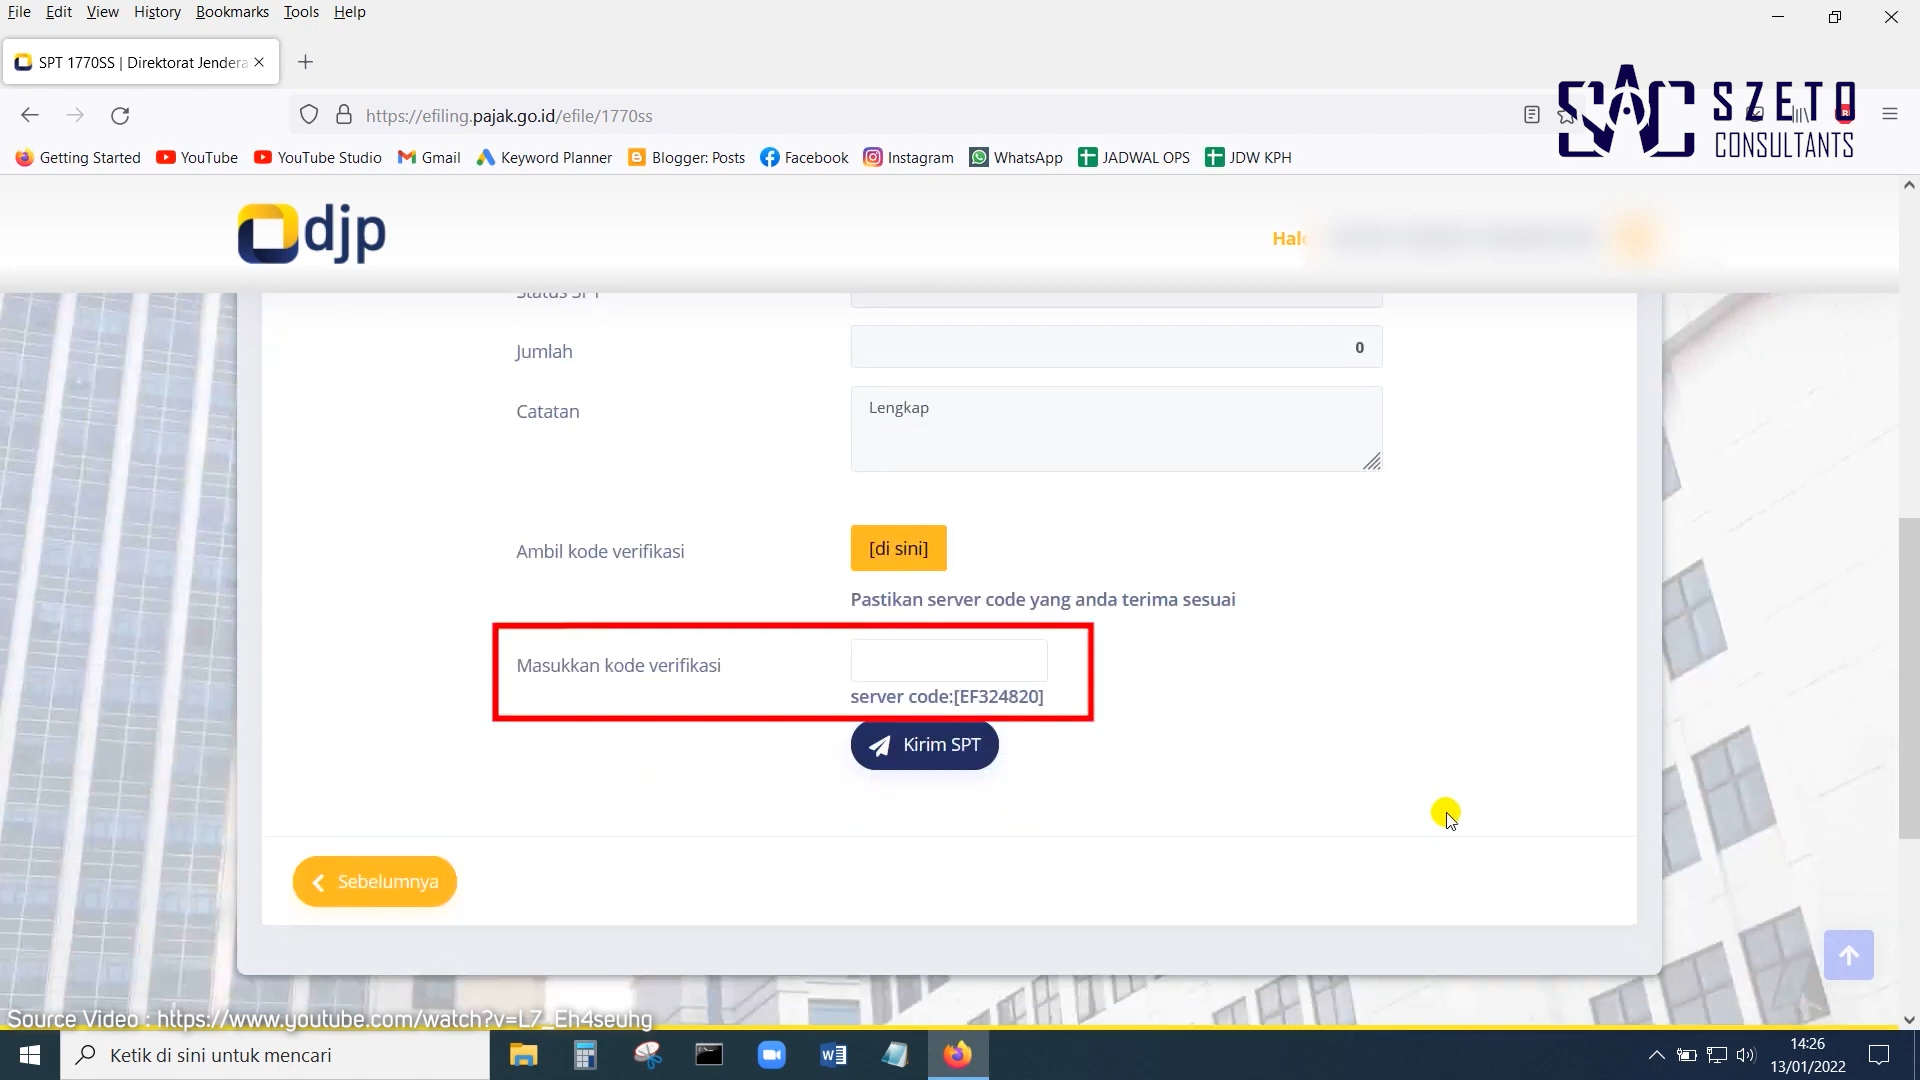 File Edit View History Bookmarks Tools Help
SPT 1770SS | Direktorat Jendera
https://efiling.pajak.go.id/efile/1770ss
SAC SZETO
CONSULTANTS
Getting Started YouTube YouTube Studio Gmail Keyword Planner Blogger: Posts Facebook Instagram WhatsApp JADWAL OPS JDW KPH
djp
Halo
Status SPT
Jumlah 0
Catatan Lengkap
Ambil kode verifikasi [di sini]
Pastikan server code yang anda terima sesuai
Masukkan kode verifikasi
server code:[EF324820]
Kirim SPT
Sebelumnya
Source Video : https://www.youtube.com/watch?v=L7_Eh4seuhg
Ketik di sini untuk mencari
14:26
13/01/2022